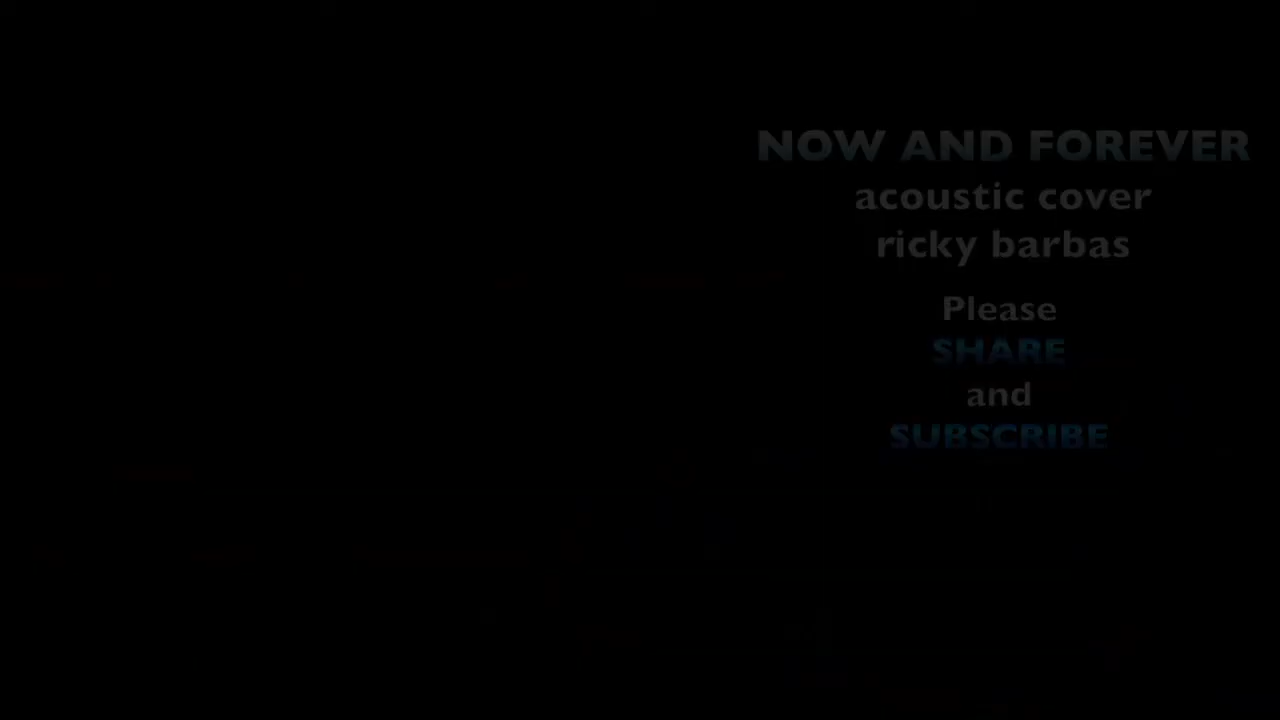 NOW AND FOREVER
acoustic cover
ricky barbas
Please
SHARE
and
SUBSCRIBE